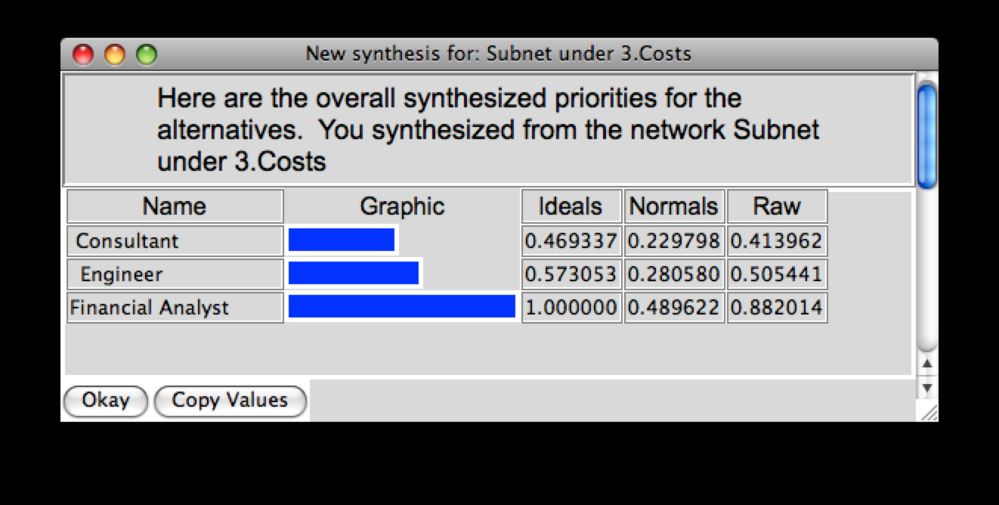 New synthesis for: Subnet under 3.Costs
Here are the overall synthesized priorities for the
alternatives.  You synthesized from the network Subnet
under 3.Costs
Name Graphic Ideals Normals Raw
Consultant 0.469337 0.229798 0.413962
Engineer 0.573053 0.280580 0.505441
Financial Analyst 1.000000 0.489622 0.882014
Okay Copy Values